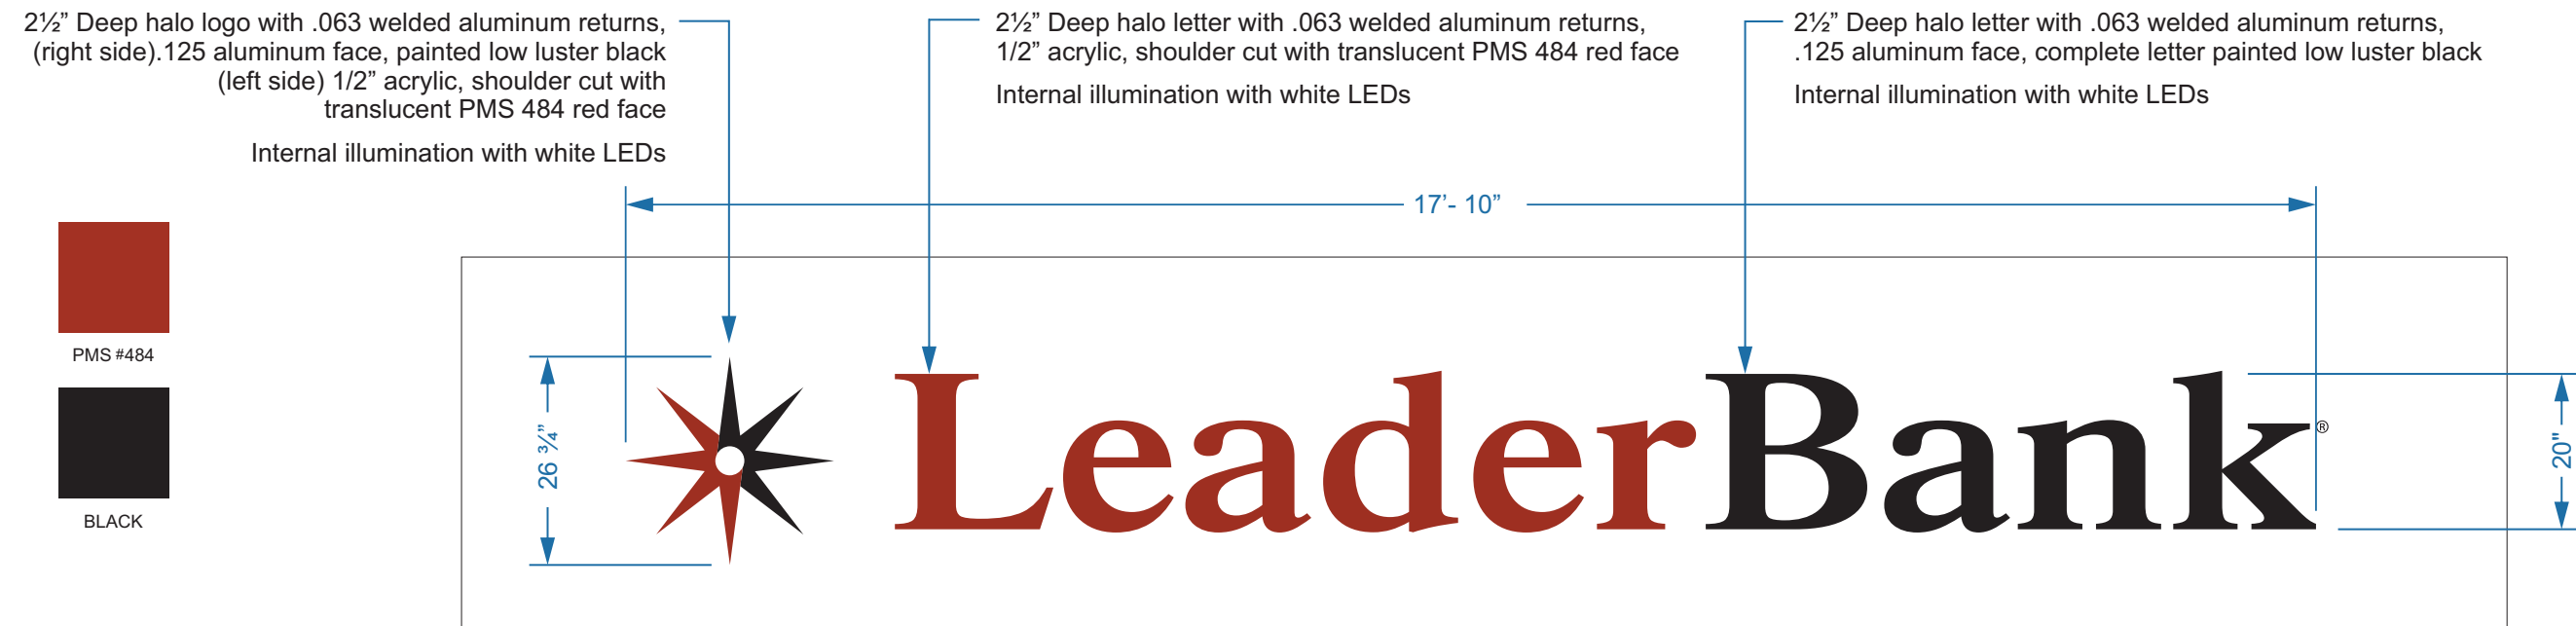 2½” Deep halo logo with .063 welded aluminum returns,
(right side).125 aluminum face, painted low luster black
(left side) 1/2” acrylic, shoulder cut with
translucent PMS 484 red face
Internal illumination with white LEDs
2½” Deep halo letter with .063 welded aluminum returns,
1/2” acrylic, shoulder cut with translucent PMS 484 red face
Internal illumination with white LEDs
2½” Deep halo letter with .063 welded aluminum returns,
.125 aluminum face, complete letter painted low luster black
Internal illumination with white LEDs
17’- 10”
PMS #484
BLACK
26 ¾”
LeaderBank®
20"